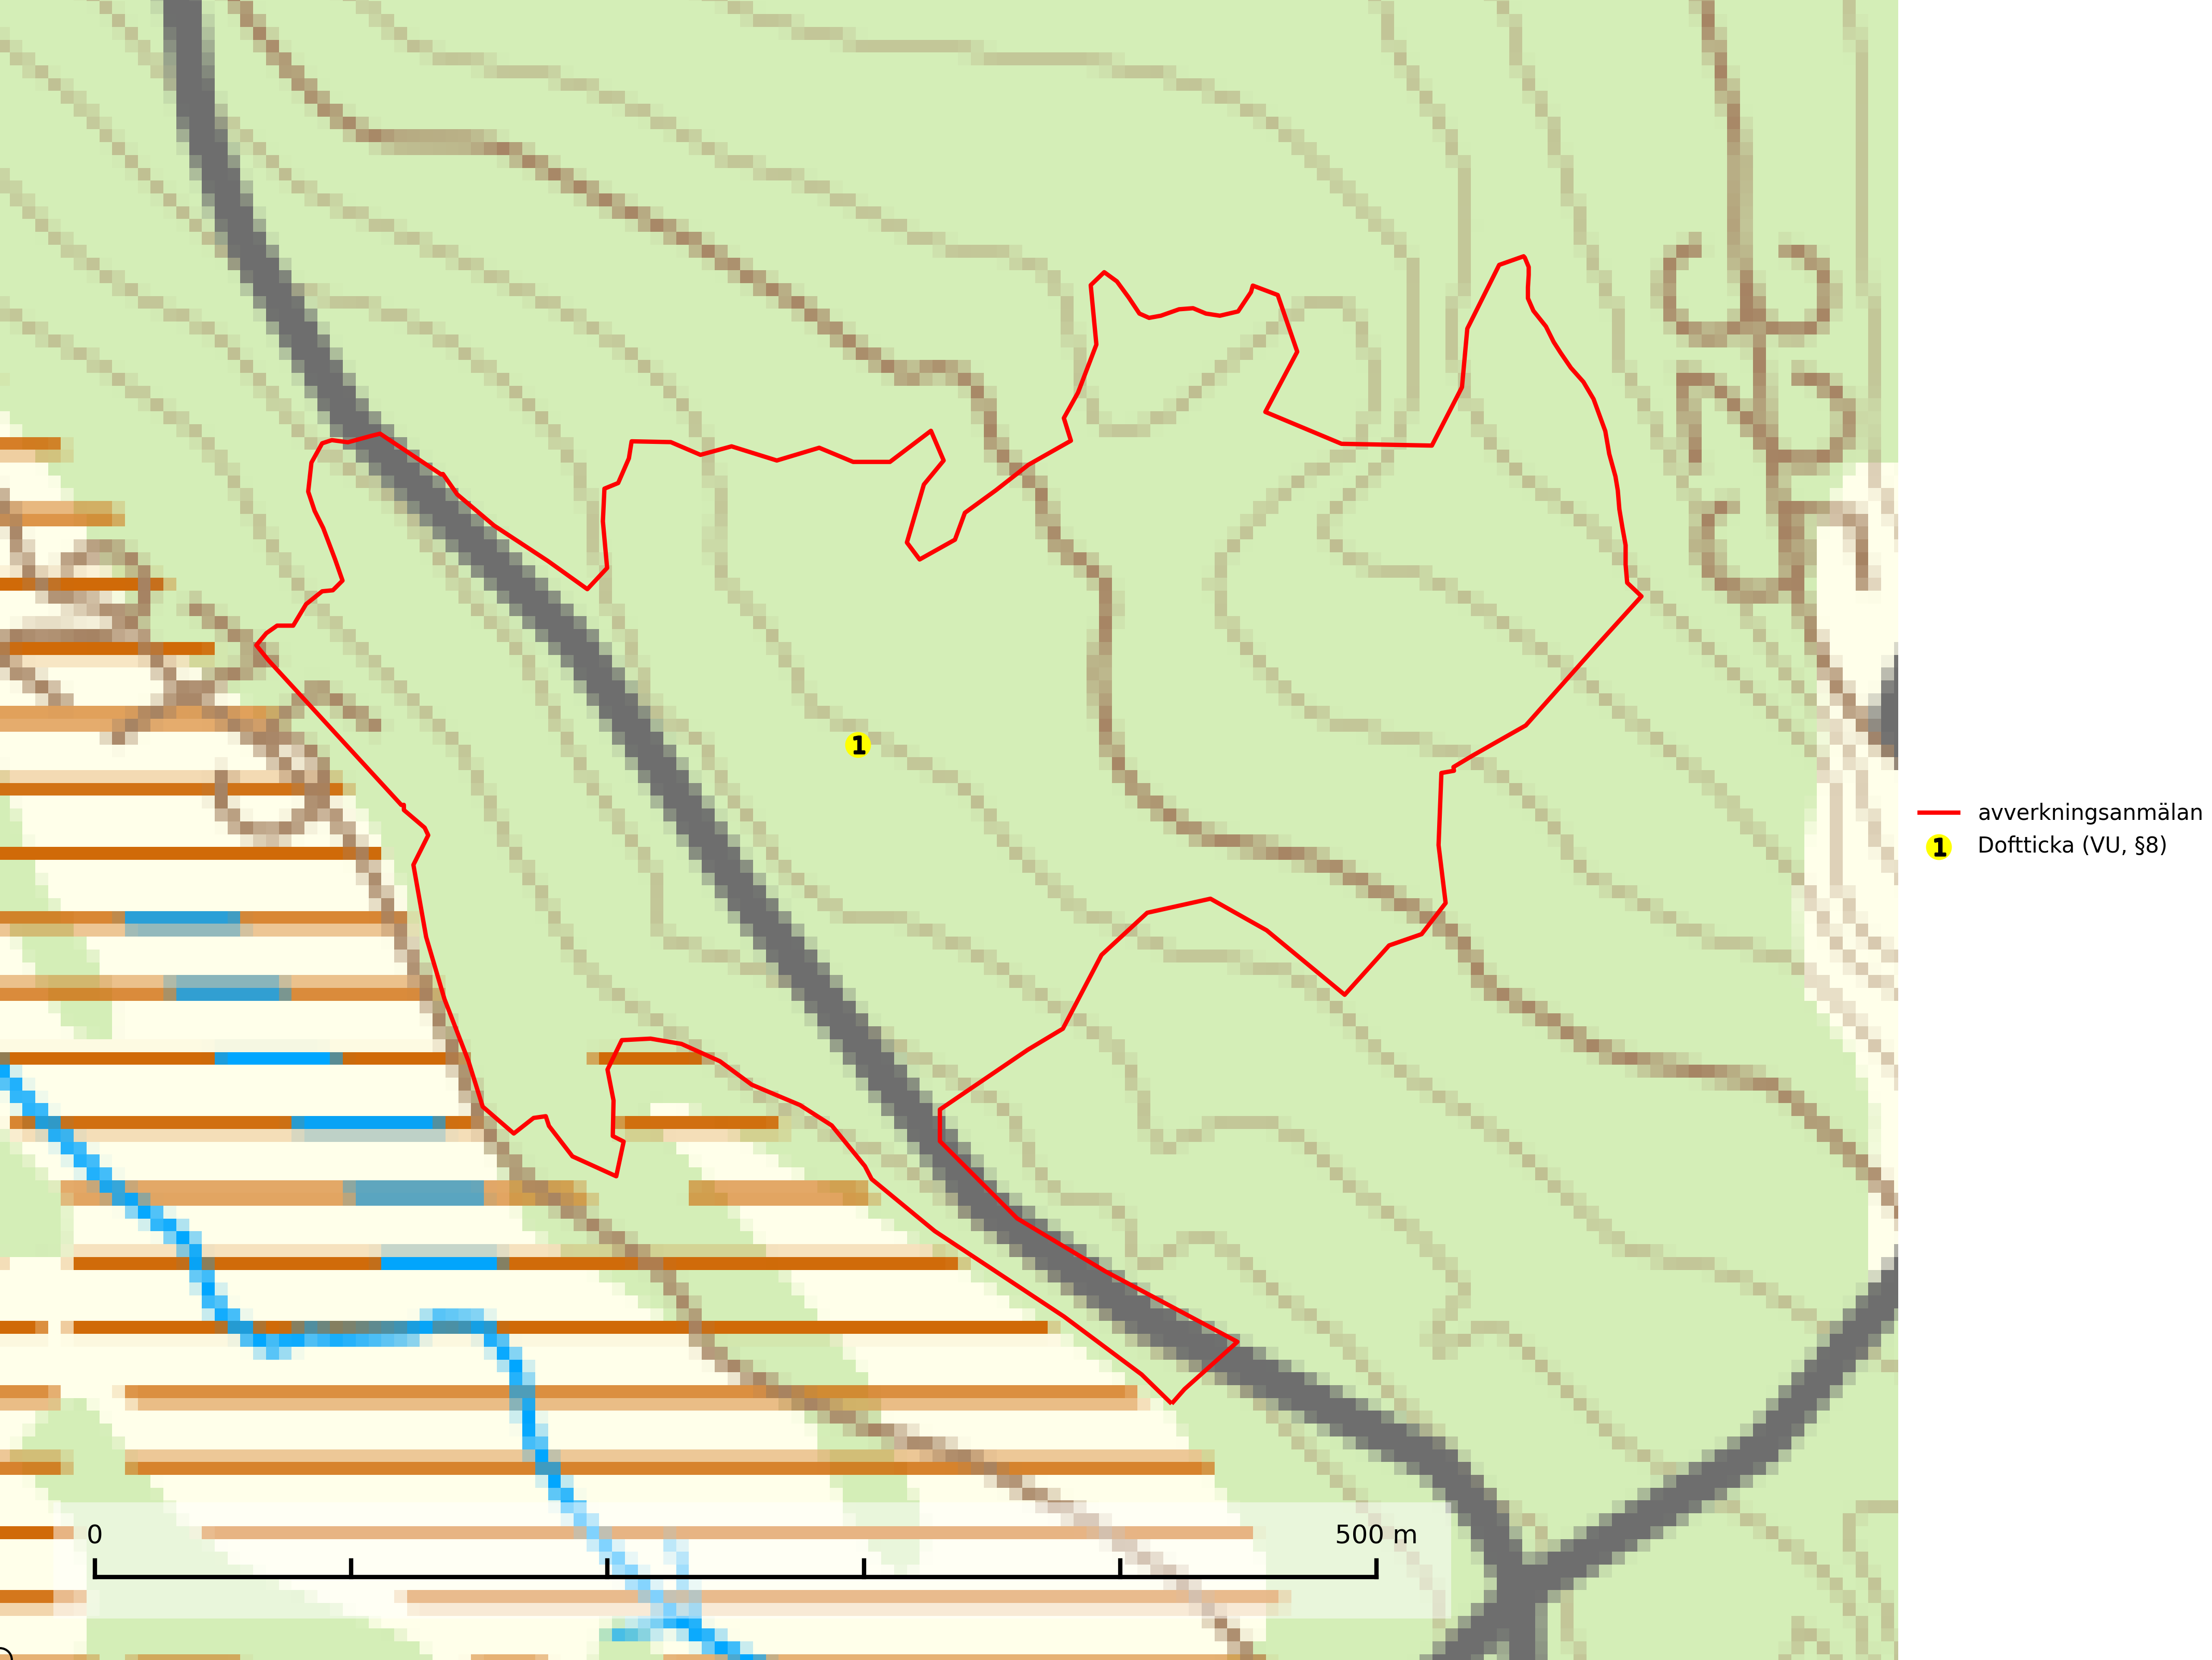 1
avverkningsanmälan
1 Doftticka (VU, §8)
0 500 m